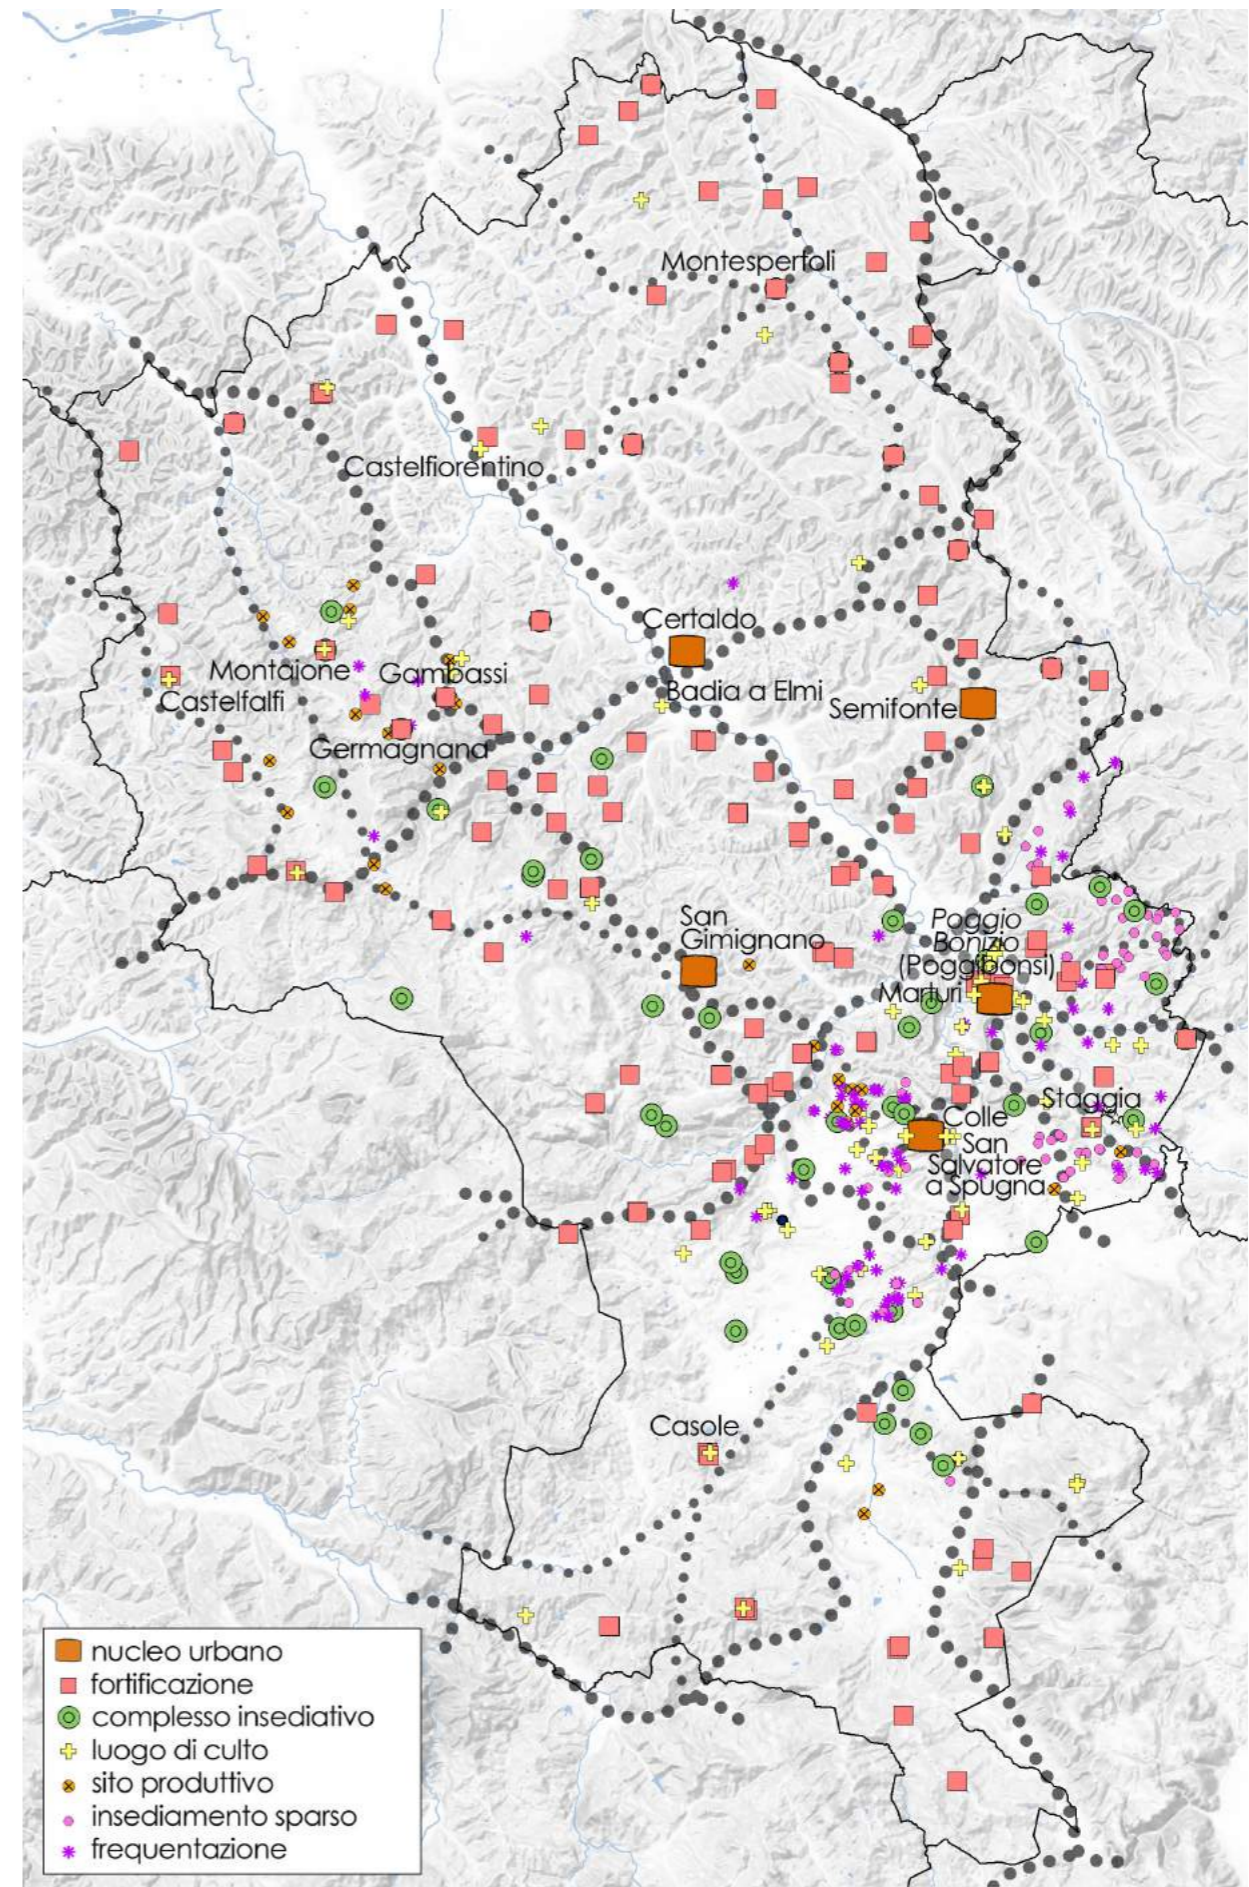 Montesperfoli
Castelfiorentino
Certaldo
Montaione
Gambassi
Badia a Elmi
Castelfalfi
Semifonte
Germagnana
San
Gimignano
Poggio
Bonizio
(Poggibonsi)
Marturi
Staggia
Colle
San
Salvatore
a Spugna
Casole
nucleo urbano
fortificazione
complesso insediativo
luogo di culto
sito produttivo
insediamento sparso
frequentazione